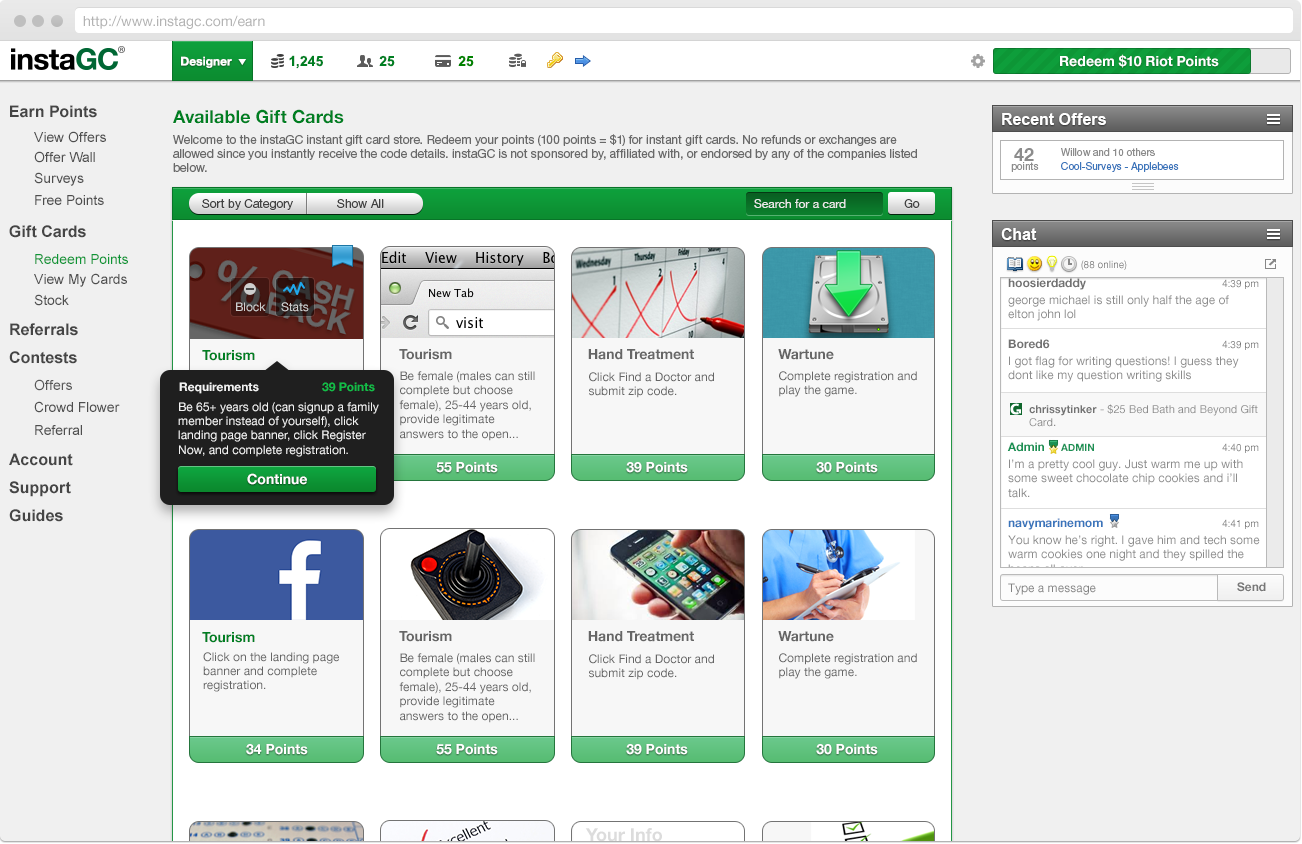 http://www.instagc.com/earn
instaGC®
Designer ▼
1,245
25
25
Redeem $10 Riot Points
Earn Points
View Offers
Offer Wall
Surveys
Free Points
Gift Cards
Redeem Points
View My Cards
Stock
Referrals
Contests
Offers
Crowd Flower
Referral
Account
Support
Guides
Available Gift Cards
Welcome to the instaGC instant gift card store. Redeem your points (100 points = $1) for instant gift cards. No refunds or exchanges are
allowed since you instantly receive the code details. instaGC is not sponsored by, affiliated with, or endorsed by any of the companies listed
below.
Sort by Category
Show All
Search for a card
Go
% CASH
BACK
Block
Stats
Tourism
Requirements
39 Points
Be 65+ years old (can signup a family
member instead of yourself), click
landing page banner, click Register
Now, and complete registration.
Continue
Edit View History Bo
New Tab
visit
Tourism
Be female (males can still
complete but choose
female), 25-44 years old,
provide legitimate
answers to the open...
55 Points
Wednesday
Thursday
Friday
Hand Treatment
Click Find a Doctor and
submit zip code.
39 Points
Wartune
Complete registration and
play the game.
30 Points
f
Tourism
Click on the landing page
banner and complete
registration.
34 Points
Tourism
Be female (males can still
complete but choose
female), 25-44 years old,
provide legitimate
answers to the open...
55 Points
Hand Treatment
Click Find a Doctor and
submit zip code.
39 Points
Wartune
Complete registration and
play the game.
30 Points
xcellent
Your Info
Recent Offers
42
points
Willow and 10 others
Cool-Surveys - Applebees
Chat
(88 online)
hoosierdaddy
4:39 pm
george michael is still only half the age of
elton john lol
Bored6
4:39 pm
I got flag for writing questions! I guess they
dont like my question writing skills
chrissytinker - $25 Bed Bath and Beyond Gift
Card.
Admin ADMIN
4:40 pm
I'm a pretty cool guy. Just warm me up with
some sweet chocolate chip cookies and i'll
talk.
navymarinemom
4:41 pm
You know he's right. I gave him and tech some
warm cookies one night and they spilled the
Type a message
Send